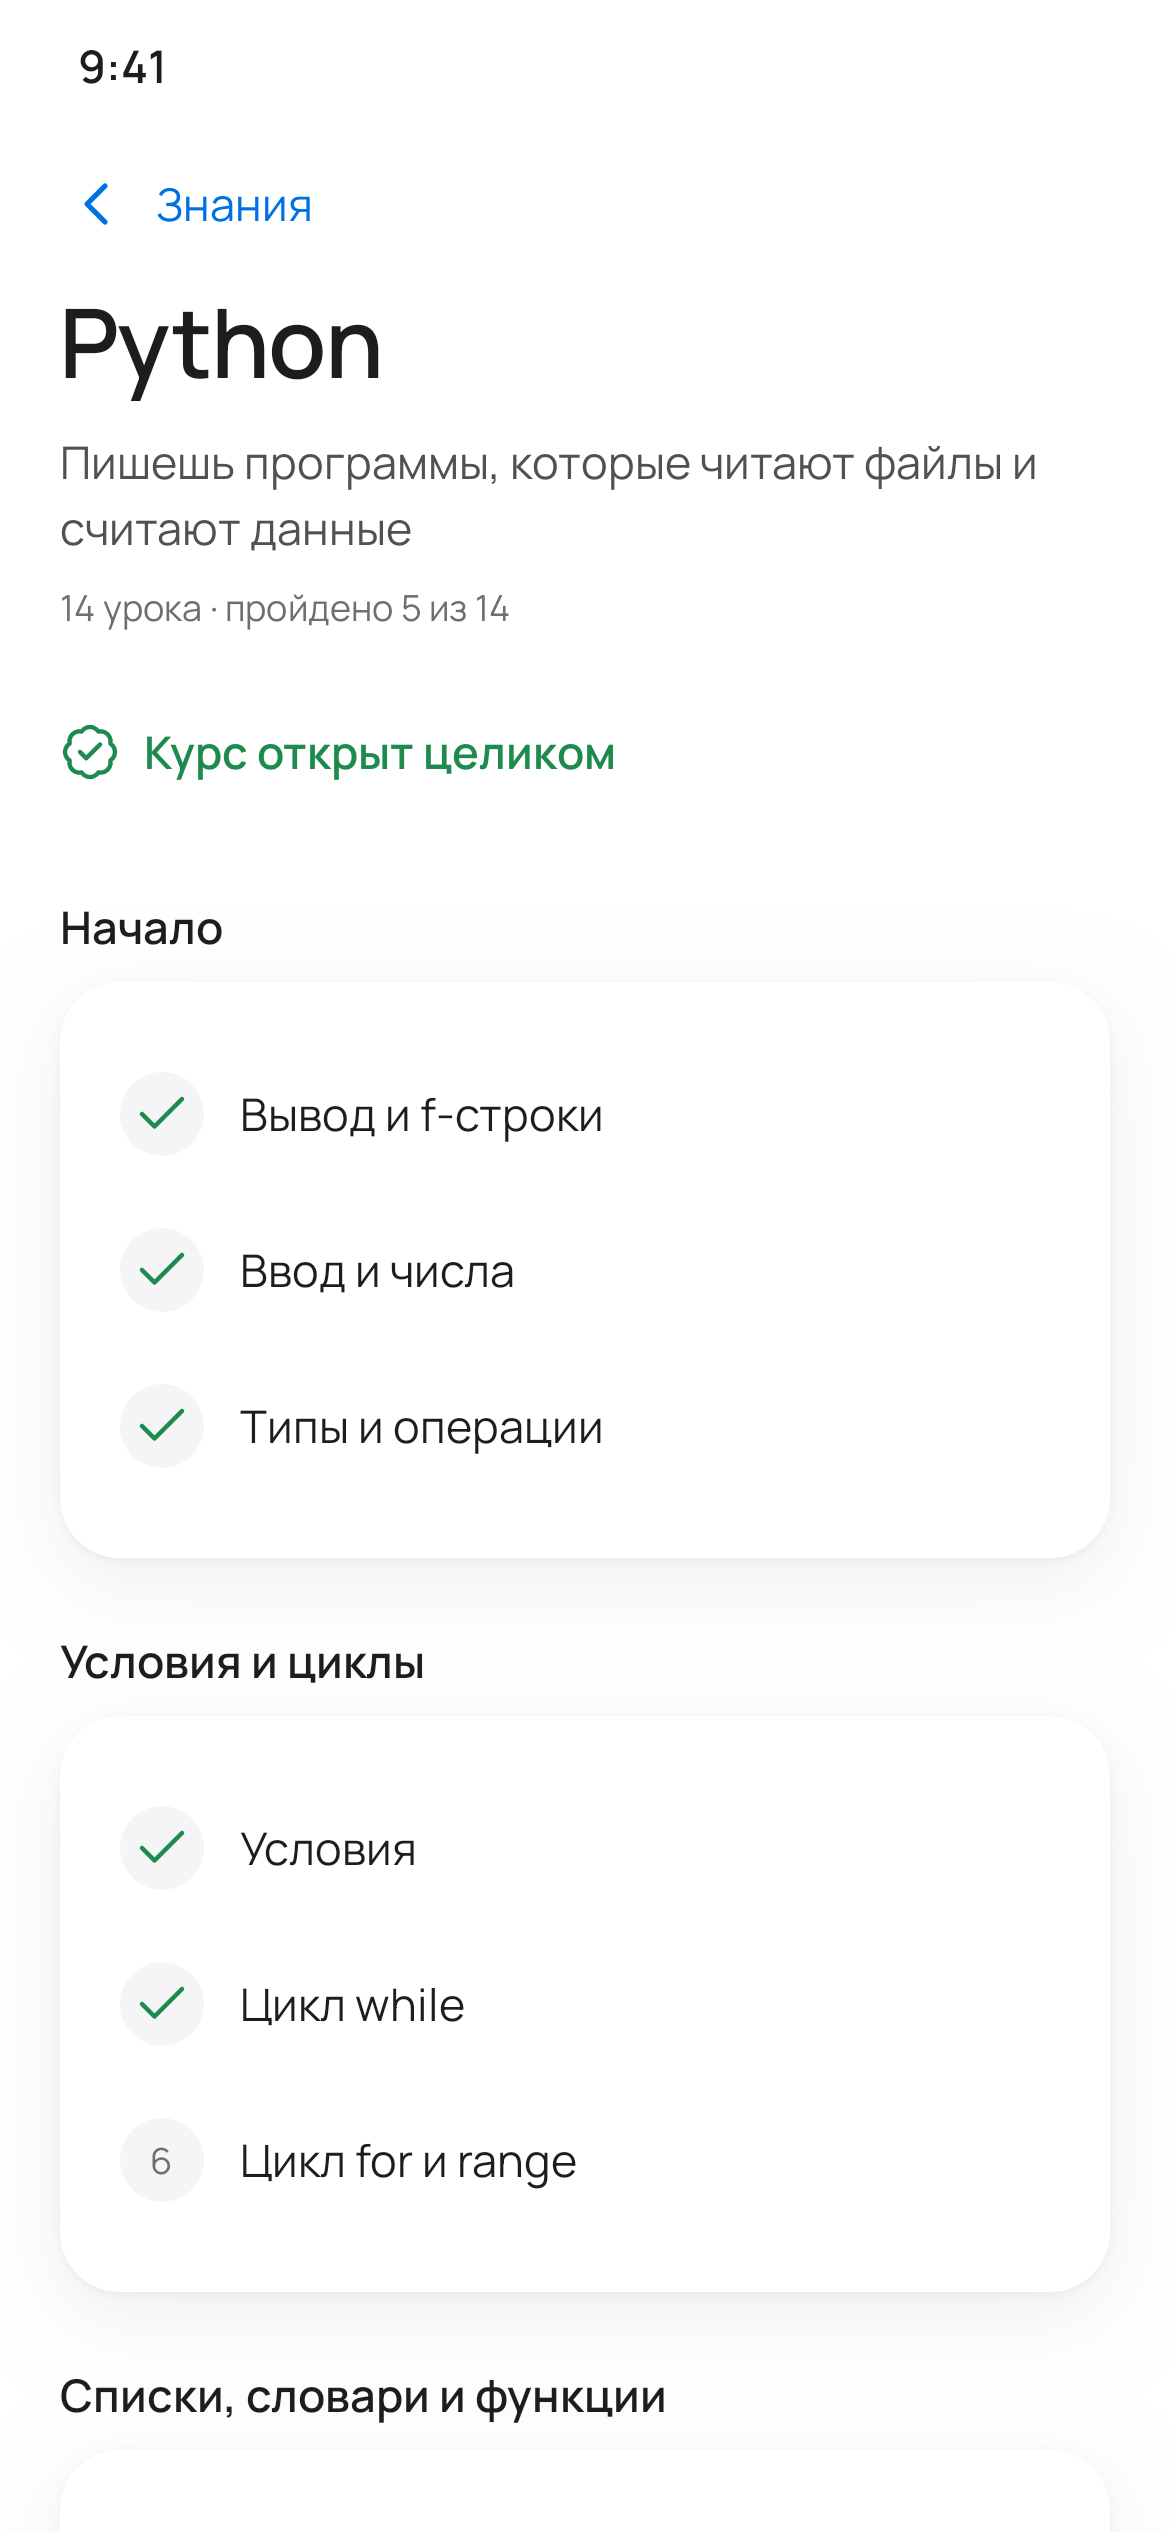 9:41
Знания
Python
Пишешь программы, которые читают файлы и
считают данные
14 урока · пройдено 5 из 14
Курс открыт целиком
Начало
Вывод и f-строки
Ввод и числа
Типы и операции
Условия и циклы
Условия
Цикл while
6 Цикл for и range
Списки, словари и функции